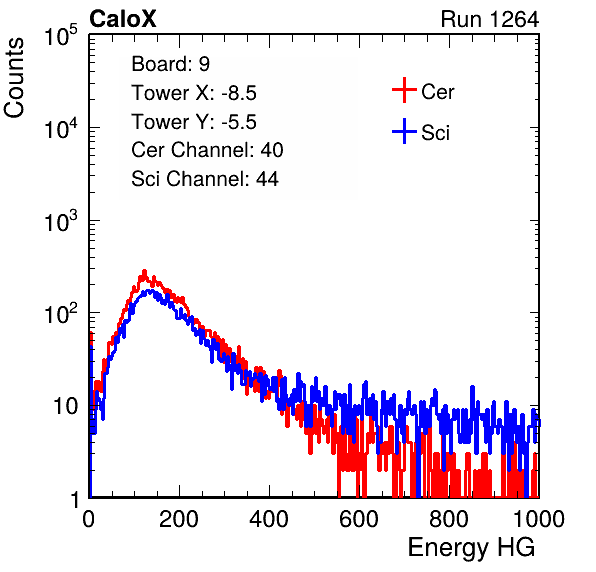 CaloX Run 1264
Counts
10^5
10^4
10^3
10^2
10
1
Board: 9
Tower X: -8.5
Tower Y: -5.5
Cer Channel: 40
Sci Channel: 44
Cer
Sci
0 200 400 600 800 1000
Energy HG